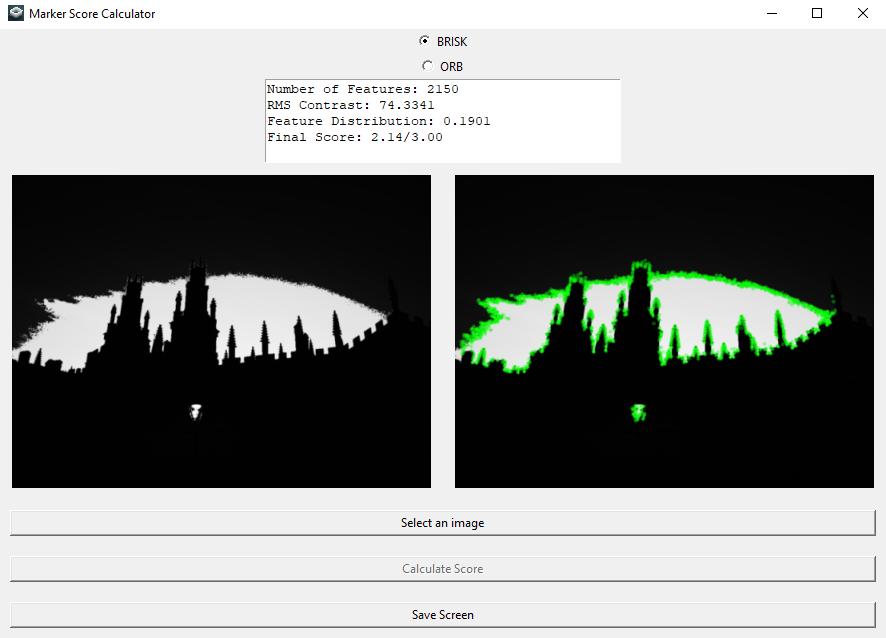 Marker Score Calculator
BRISK
ORB
Number of Features: 2150
RMS Contrast: 74.3341
Feature Distribution: 0.1901
Final Score: 2.14/3.00
Select an image
Calculate Score
Save Screen